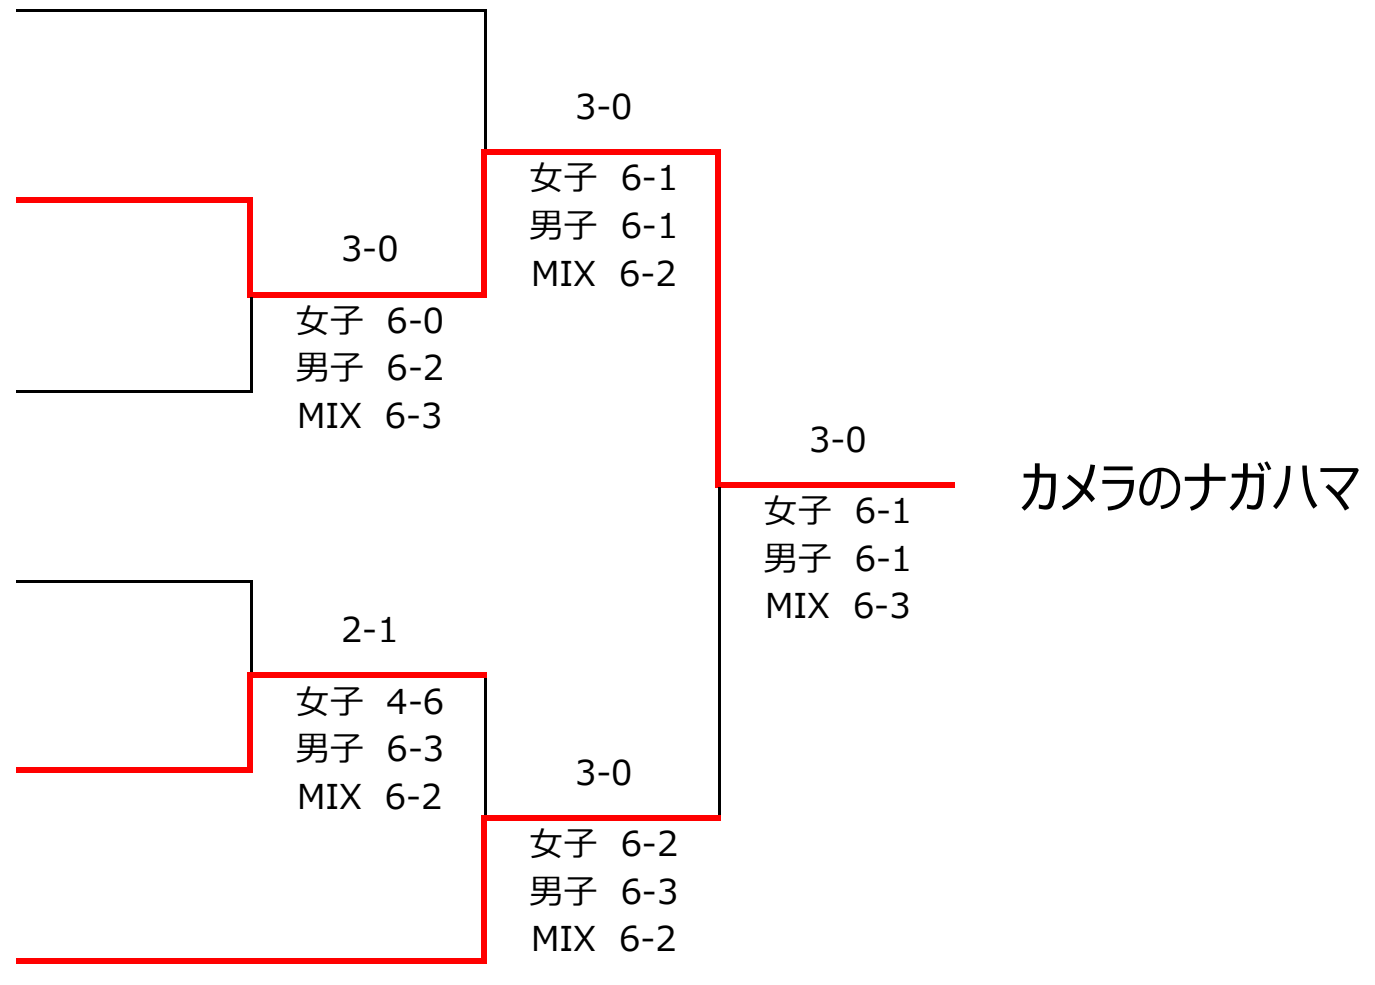 3-0
女子 6-1
男子 6-1
MIX 6-2
3-0
女子 6-0
男子 6-2
MIX 6-3
3-0
女子 6-1
男子 6-1
MIX 6-3
カメラのナガハマ
2-1
女子 4-6
男子 6-3
MIX 6-2
3-0
女子 6-2
男子 6-3
MIX 6-2